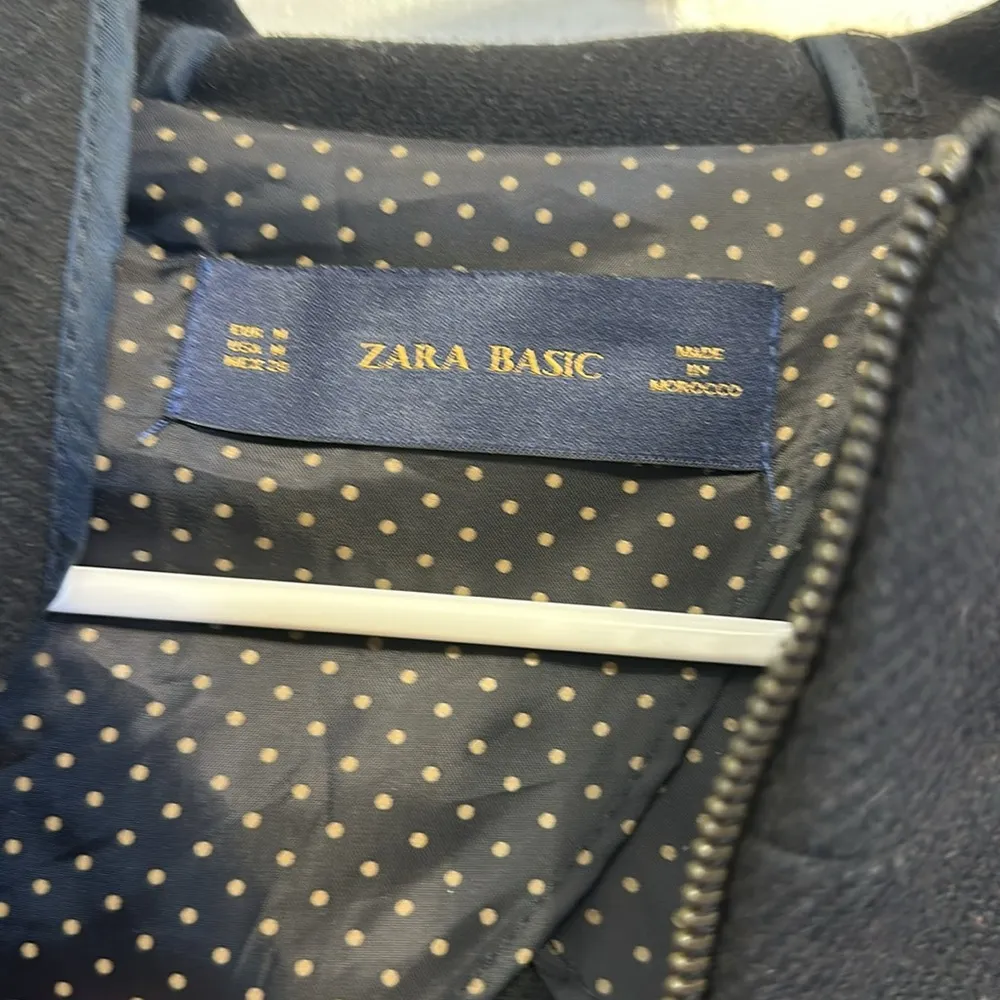 EUR M
USA M
MEX 28
ZARA BASIC
MADE
IN
MOROCCO